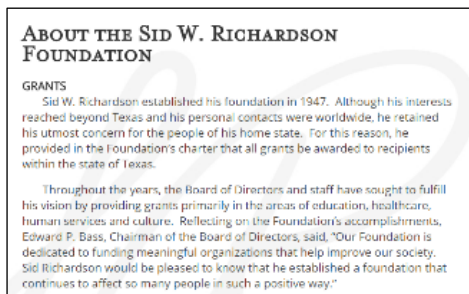 ABOUT THE SID W. RICHARDSON
FOUNDATION
GRANTS
Sid W. Richardson established his foundation in 1947. Although his interests
reached beyond Texas and his personal contacts were worldwide, he retained
his utmost concern for the people of his home state. For this reason, he
provided in the Foundation's charter that all grants be awarded to recipients
within the state of Texas.
Throughout the years, the Board of Directors and staff have sought to fulfill
his vision by providing grants primarily in the areas of education, healthcare,
human services and culture. Reflecting on the Foundation's accomplishments,
Edward P. Bass, Chairman of the Board of Directors, said, "Our Foundation is
dedicated to funding meaningful organizations that help improve our society.
Sid Richardson would be pleased to know that he established a foundation that
continues to affect so many people in such a positive way."